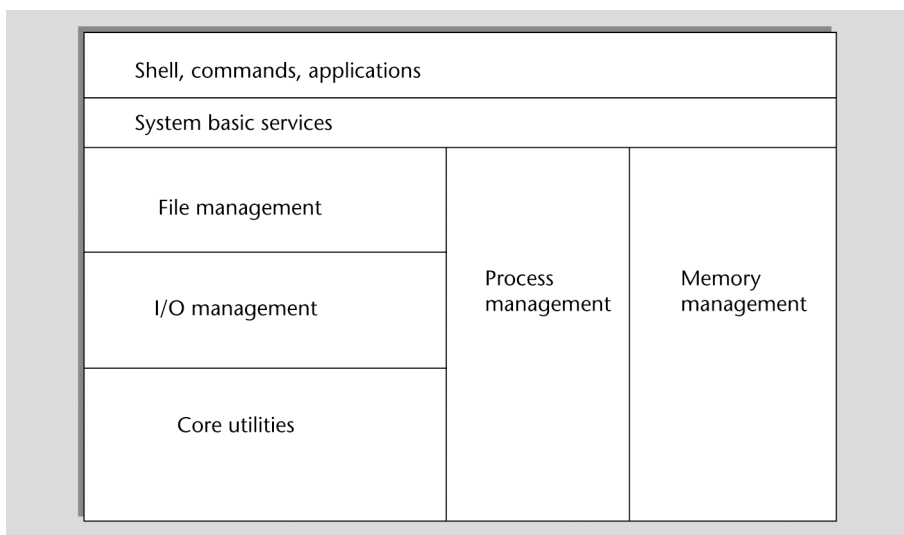 Shell, commands, applications
System basic services
File management
I/O management
Core utilities
Process
management
Memory
management